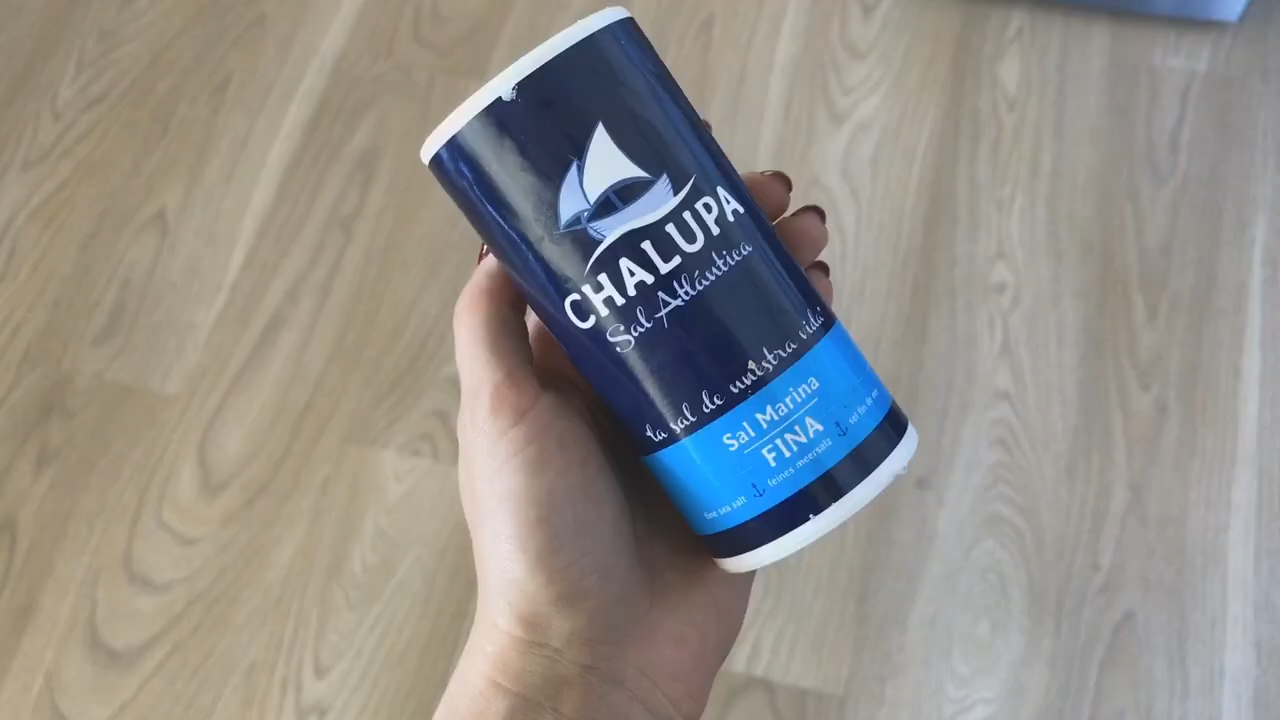 CHALUPA
Sal Atlántica
la sal de nuestra vida
Sal Marina
FINA
fine sea salt ⚓ feines meersalz ⚓ sel fin de